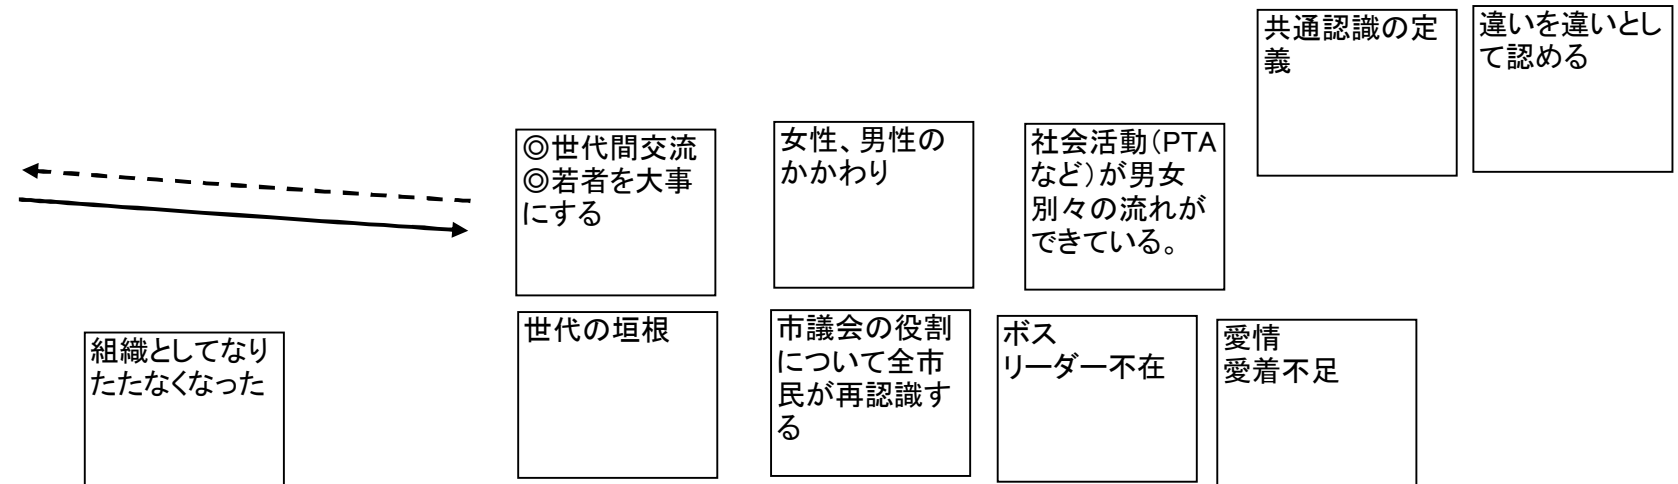 共通認識の定
義
違いを違いとし
て認める
◎世代間交流
◎若者を大事
にする
女性、男性の
かかわり
社会活動(PTA
など)が男女
別々の流れが
できている。
組織としてなり
たたなくなった
世代の垣根
市議会の役割
について全市
民が再認識す
る
ボス
リーダー不在
愛情
愛着不足